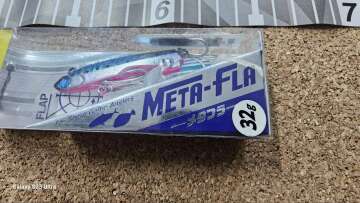 6
7
META-FLA
メタフラ
32g
FLAP
Galaxy S23 Ultra